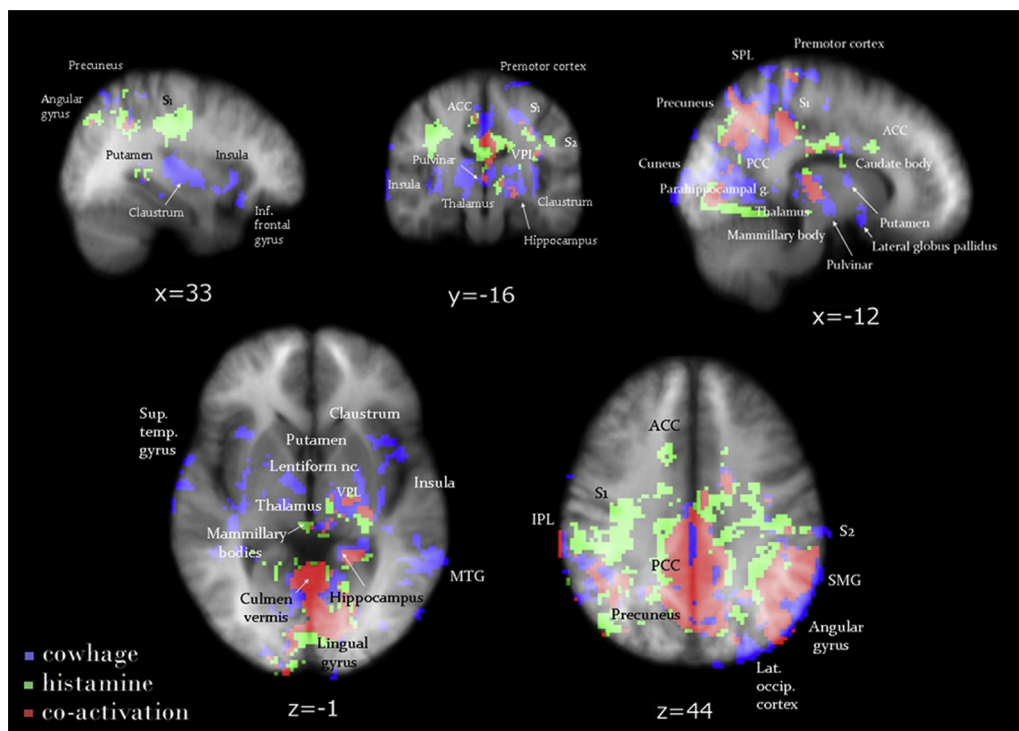 Precuneus
Angular
gyrus
S1
Putamen
Insula
Claustrum
Inf.
frontal
gyrus
x=33
Premotor cortex
ACC
S1
S2
Pulvinar
VPL
Insula
Thalamus
Claustrum
Hippocampus
y=-16
Premotor cortex
SPL
Precuneus
S1
ACC
Cuneus
PCC
Caudate body
Parahippocampal g.
Thalamus
Putamen
Mammillary body
Lateral globus pallidus
Pulvinar
x=-12
Sup.
temp.
gyrus
Claustrum
Putamen
Lentiform nc.
Insula
VPL
Thalamus
Mammillary
bodies
MTG
Culmen
vermis
Hippocampus
Lingual
gyrus
z=-1
ACC
S1
IPL
S2
PCC
SMG
Precuneus
Angular
gyrus
Lat.
occip.
cortex
z=44
cowhage
histamine
co-activation